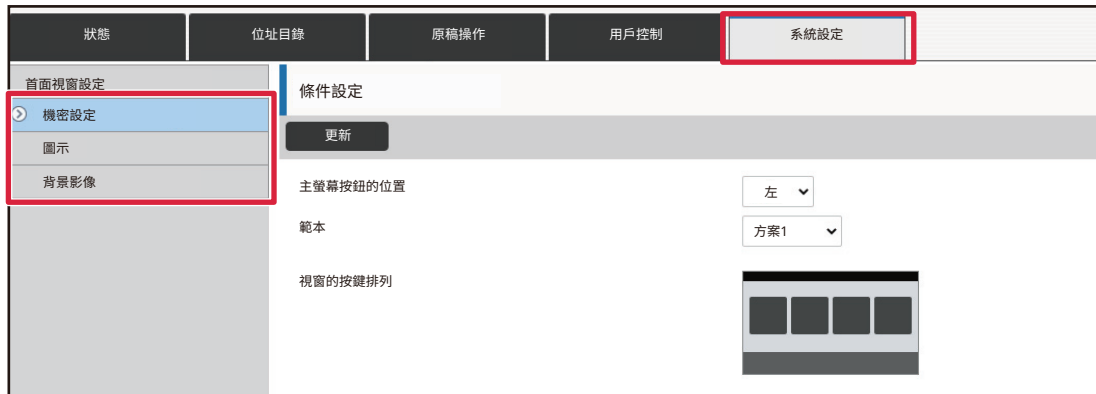 狀態
位址目錄
原稿操作
用戶控制
系統設定
首面視窗設定
機密設定
圖示
背景影像
條件設定
更新
主螢幕按鈕的位置
左
範本
方案1
視窗的按鍵排列